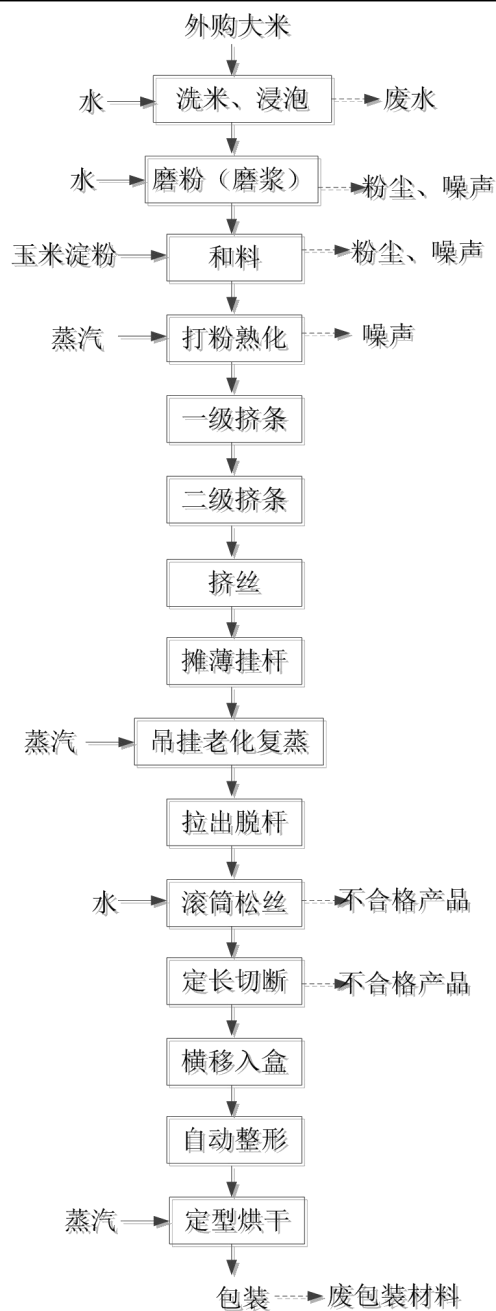 外购大米
水 洗米、浸泡 废水
水 磨粉（磨浆） 粉尘、噪声
玉米淀粉 和料 粉尘、噪声
蒸汽 打粉熟化 噪声
一级挤条
二级挤条
挤丝
摊薄挂杆
蒸汽 吊挂老化复蒸
拉出脱杆
水 滚筒松丝 不合格产品
定长切断 不合格产品
横移入盒
自动整形
蒸汽 定型烘干
包装 废包装材料